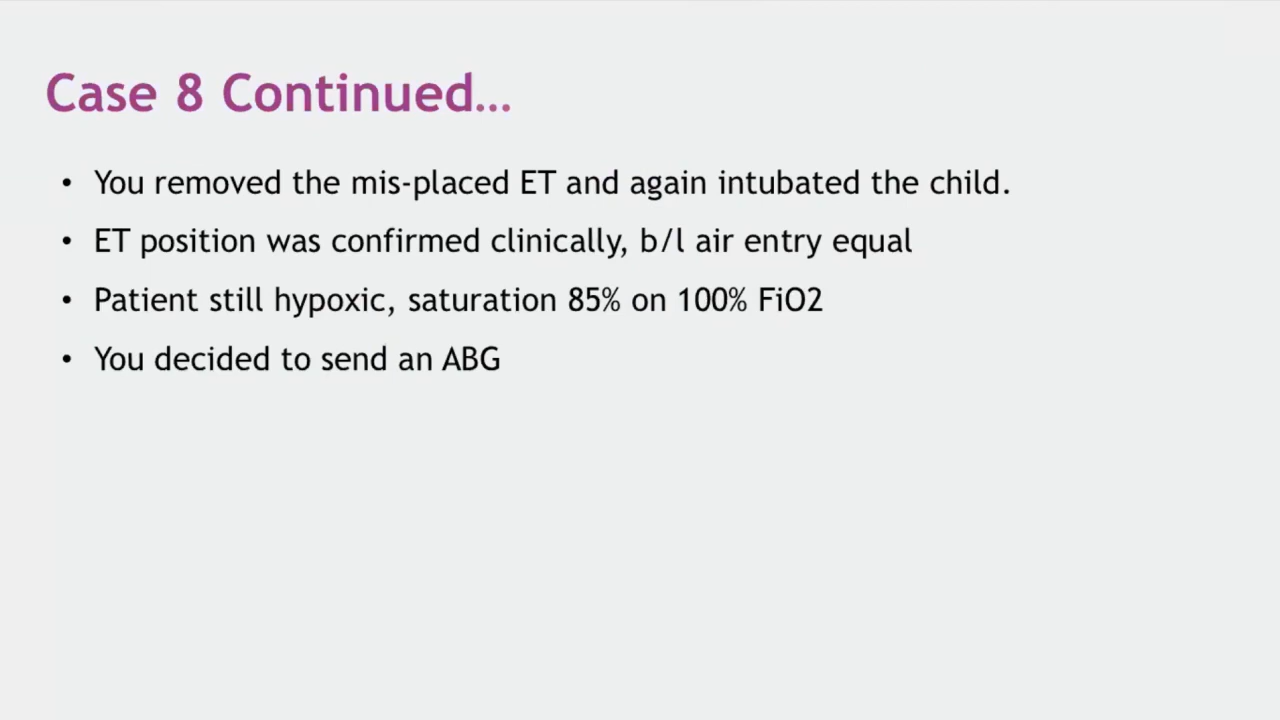 Case 8 Continued...
• You removed the mis-placed ET and again intubated the child.
• ET position was confirmed clinically, b/l air entry equal
• Patient still hypoxic, saturation 85% on 100% FiO2
• You decided to send an ABG